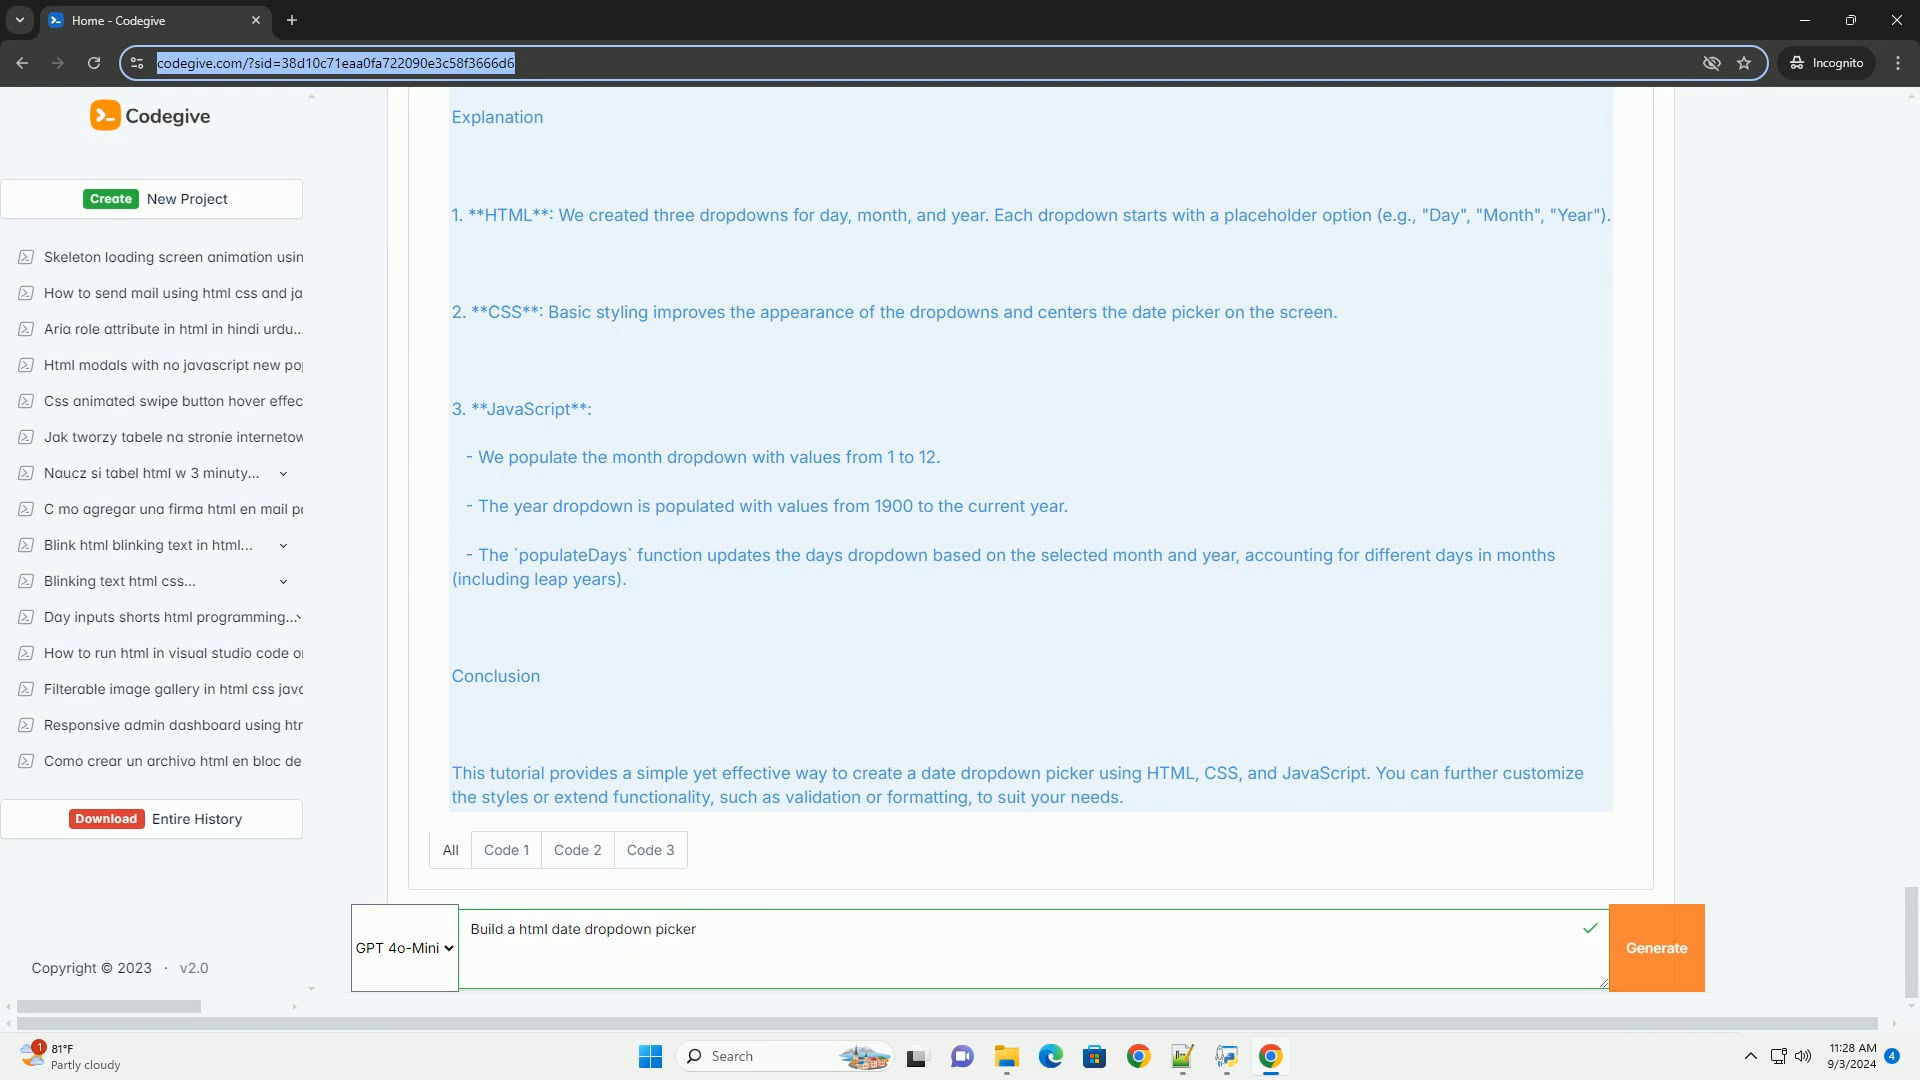 Home - Codegive
codegive.com/?sid=38d10c71eaa0fa722090e3c58f3666d6
Incognito
Codegive
Create New Project
Skeleton loading screen animation usin
How to send mail using html css and ja
Aria role attribute in html in hindi urdu...
Html modals with no javascript new po
Css animated swipe button hover effec
Jak tworzy tabele na stronie internetow
Naucz si tabel html w 3 minuty...
C mo agregar una firma html en mail p
Blink html blinking text in html...
Blinking text html css...
Day inputs shorts html programming...
How to run html in visual studio code o
Filterable image gallery in html css java
Responsive admin dashboard using htr
Como crear un archivo html en bloc de
Download Entire History
Copyright © 2023 · v2.0
Explanation
1. **HTML**: We created three dropdowns for day, month, and year. Each dropdown starts with a placeholder option (e.g., "Day", "Month", "Year").
2. **CSS**: Basic styling improves the appearance of the dropdowns and centers the date picker on the screen.
3. **JavaScript**:
- We populate the month dropdown with values from 1 to 12.
- The year dropdown is populated with values from 1900 to the current year.
- The `populateDays` function updates the days dropdown based on the selected month and year, accounting for different days in months
(including leap years).
Conclusion
This tutorial provides a simple yet effective way to create a date dropdown picker using HTML, CSS, and JavaScript. You can further customize
the styles or extend functionality, such as validation or formatting, to suit your needs.
All Code 1 Code 2 Code 3
GPT 4o-Mini
Build a html date dropdown picker
Generate
1
81°F
Partly cloudy
Search
11:28 AM
9/3/2024
4